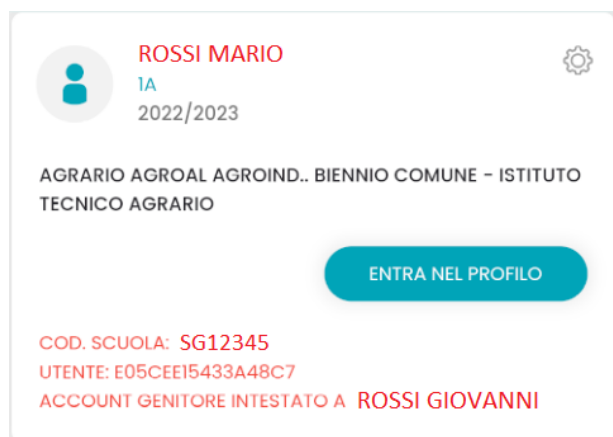 ROSSI MARIO
1A
2022/2023
AGRARIO AGROAL AGROIND.. BIENNIO COMUNE - ISTITUTO
TECNICO AGRARIO
ENTRA NEL PROFILO
COD. SCUOLA: SG12345
UTENTE: E05CEE15433A48C7
ACCOUNT GENITORE INTESTATO A ROSSI GIOVANNI